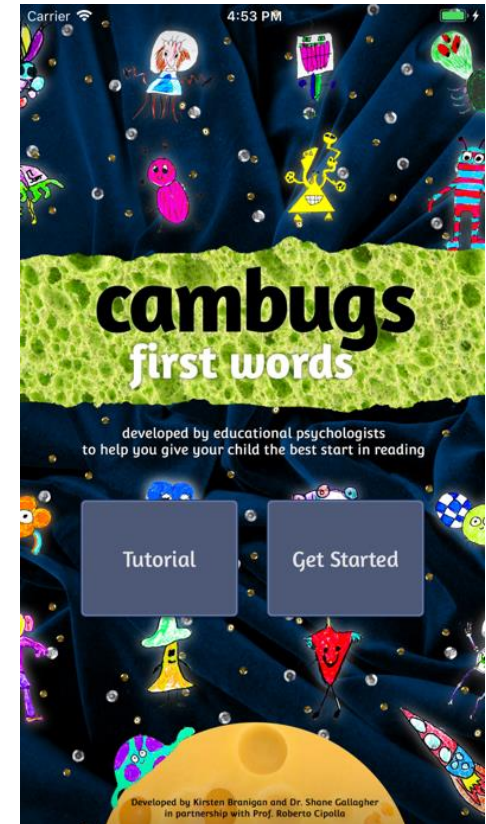 Carrier 4:53 PM
cambugs
first words
developed by educational psychologists
to help you give your child the best start in reading
Tutorial
Get Started
Developed by Kirsten Branigan and Dr. Shane Gallagher
in partnership with Prof. Roberto Cipolla